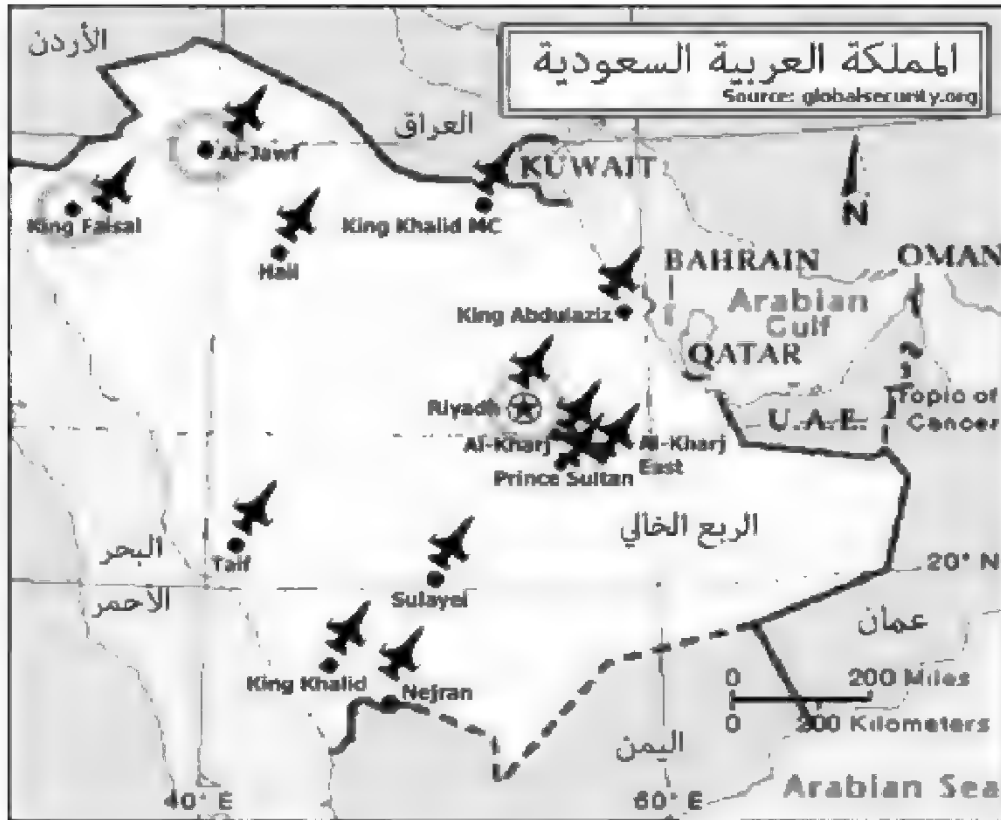 الأردن
المملكة العربية السعودية
Source: globalsecurity.org
العراق
Al-Jawf
KUWAIT
King Faisal
King Khalid MC
N
Hail
BAHRAIN
OMAN
King Abdulaziz
Arabian
Gulf
QATAR
Riyadh
Topic of
Cancer
U.A.E.
Al-Kharj
Al-Kharj
East
Prince Sultan
الربع الخالي
البحر
الأحمر
Taif
20° N
Sulayel
عمان
King Khalid
Nejran
0 200 Miles
0 200 Kilometers
اليمن
Arabian Sea
40° E
60° E